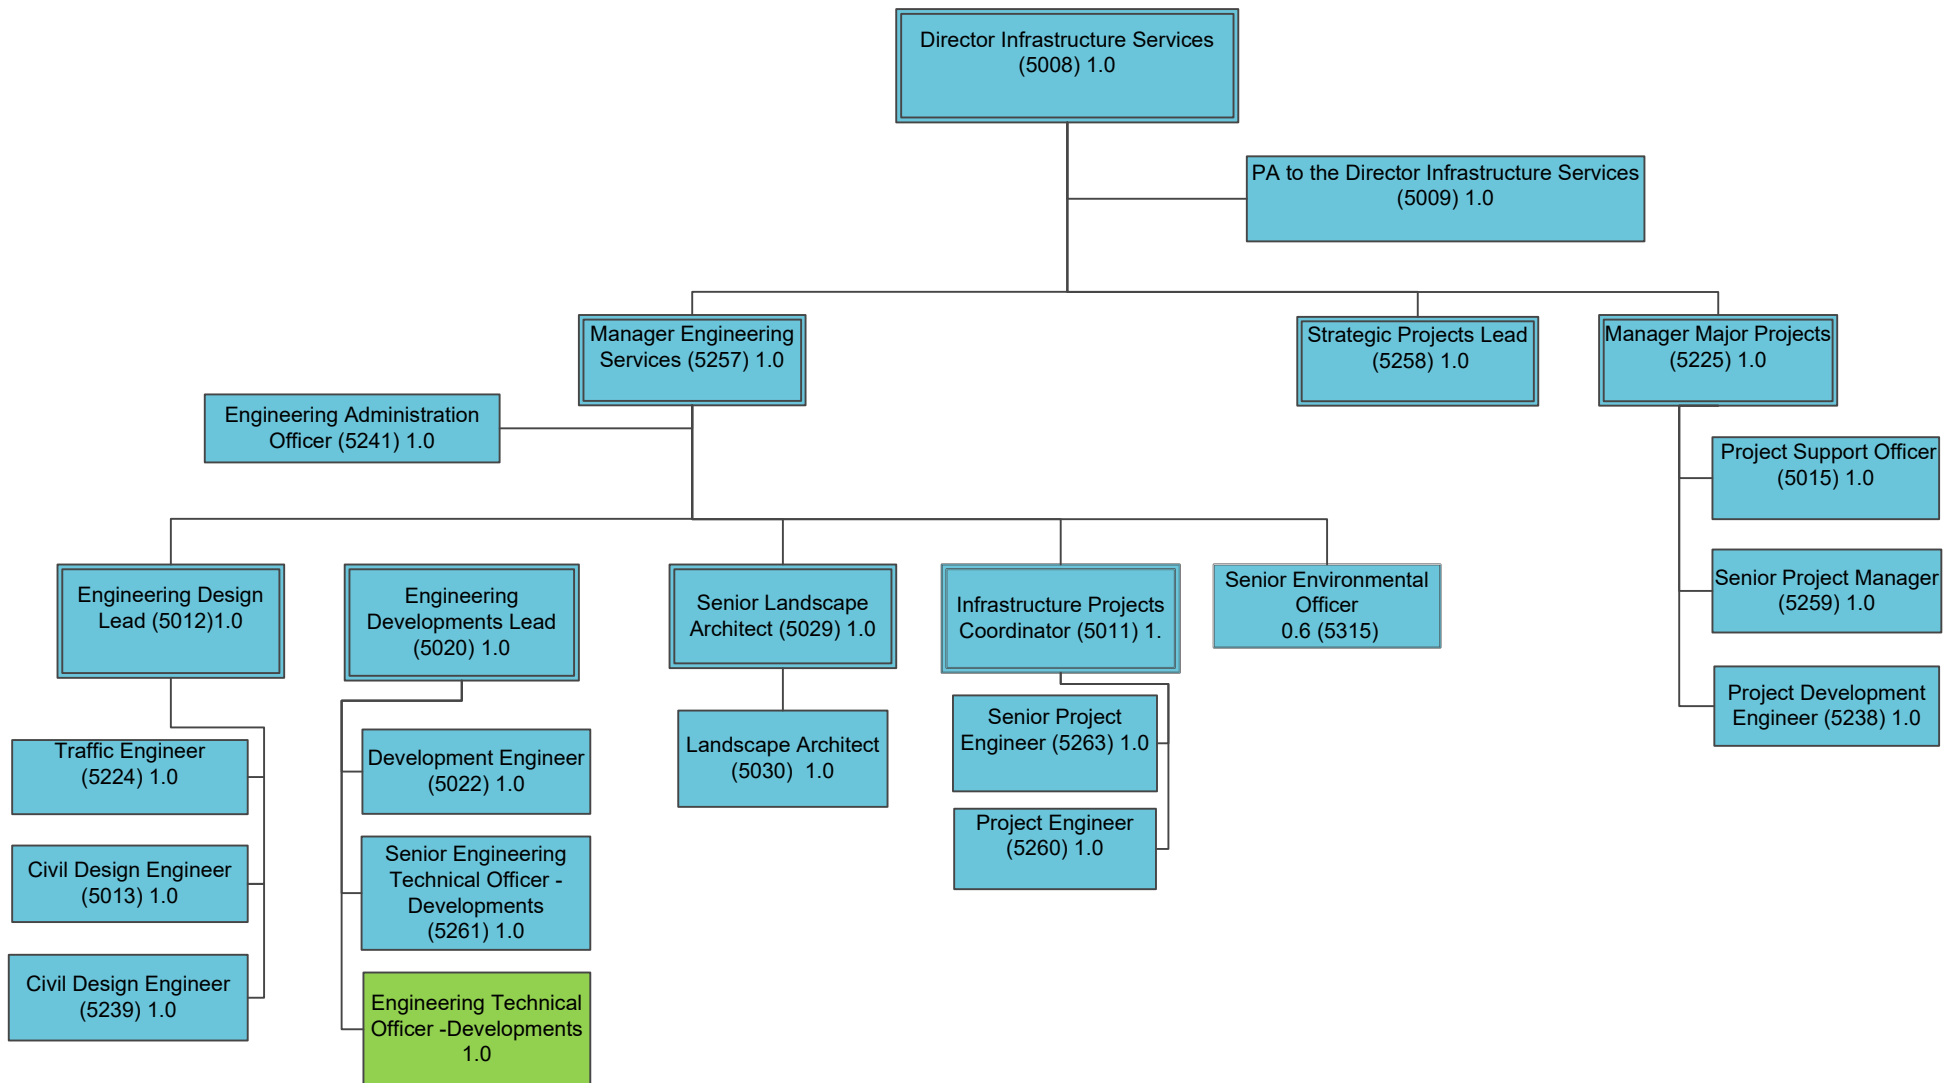 Director Infrastructure Services
(5008) 1.0
PA to the Director Infrastructure Services
(5009) 1.0
Manager Engineering
Services (5257) 1.0
Strategic Projects Lead
(5258) 1.0
Manager Major Projects
(5225) 1.0
Engineering Administration
Officer (5241) 1.0
Project Support Officer
(5015) 1.0
Senior Project Manager
(5259) 1.0
Project Development
Engineer (5238) 1.0
Engineering Design
Lead (5012)1.0
Engineering
Developments Lead
(5020) 1.0
Senior Landscape
Architect (5029) 1.0
Infrastructure Projects
Coordinator (5011) 1.
Senior Environmental
Officer
0.6 (5315)
Traffic Engineer
(5224) 1.0
Civil Design Engineer
(5013) 1.0
Civil Design Engineer
(5239) 1.0
Development Engineer
(5022) 1.0
Senior Engineering
Technical Officer -
Developments
(5261) 1.0
Engineering Technical
Officer -Developments
1.0
Landscape Architect
(5030)  1.0
Senior Project
Engineer (5263) 1.0
Project Engineer
(5260) 1.0